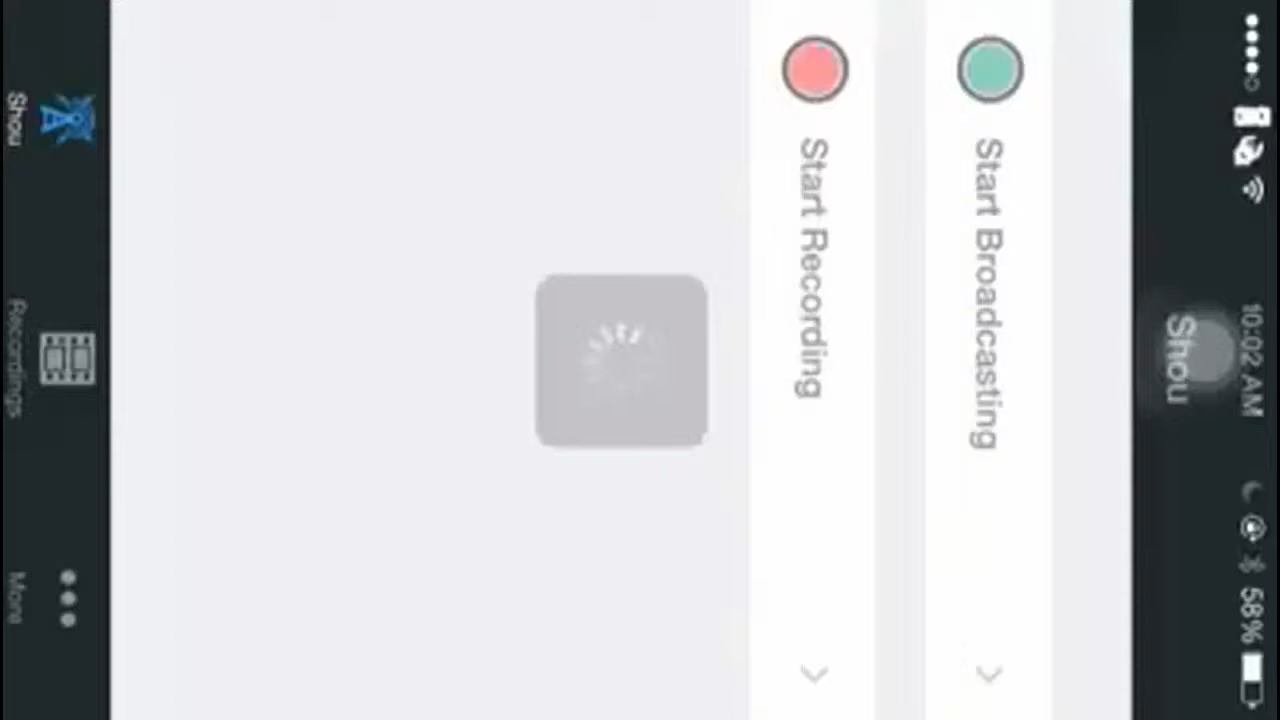 10:02 AM
58%
Shou
Start Broadcasting
Start Recording
Shou
Recordings
More